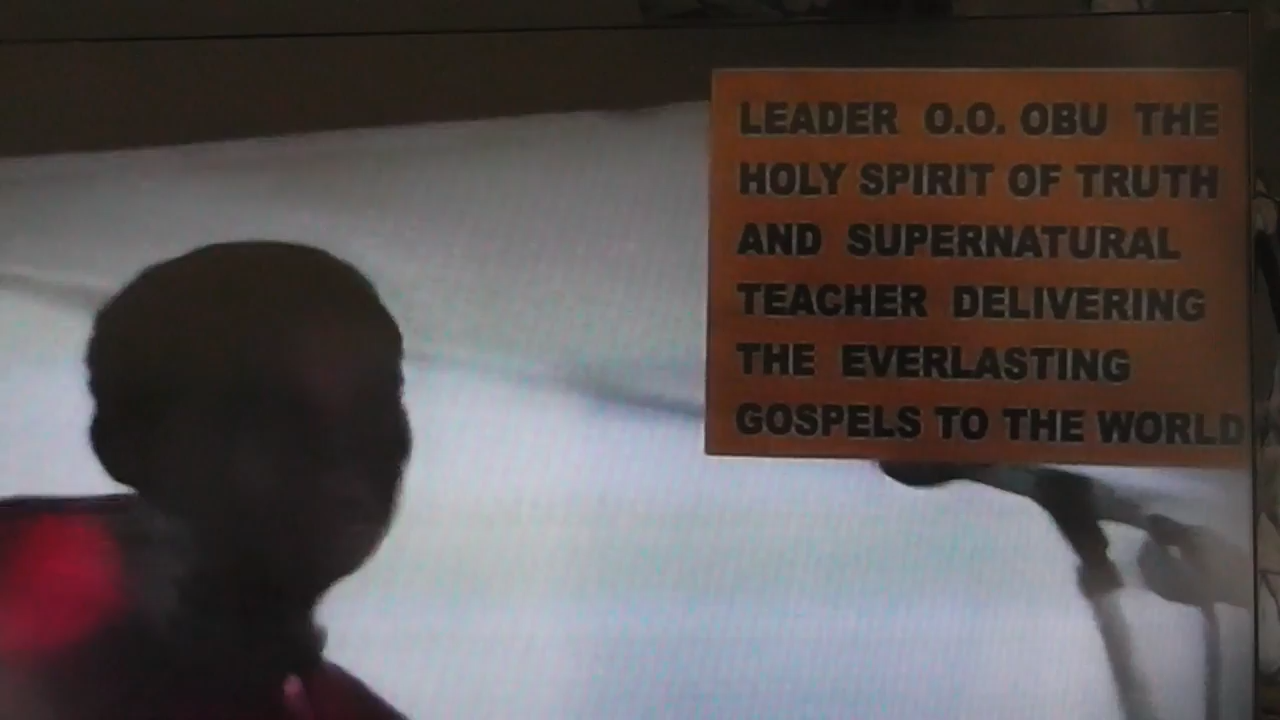 LEADER O.O. OBU THE
HOLY SPIRIT OF TRUTH
AND SUPERNATURAL
TEACHER DELIVERING
THE EVERLASTING
GOSPELS TO THE WORLD